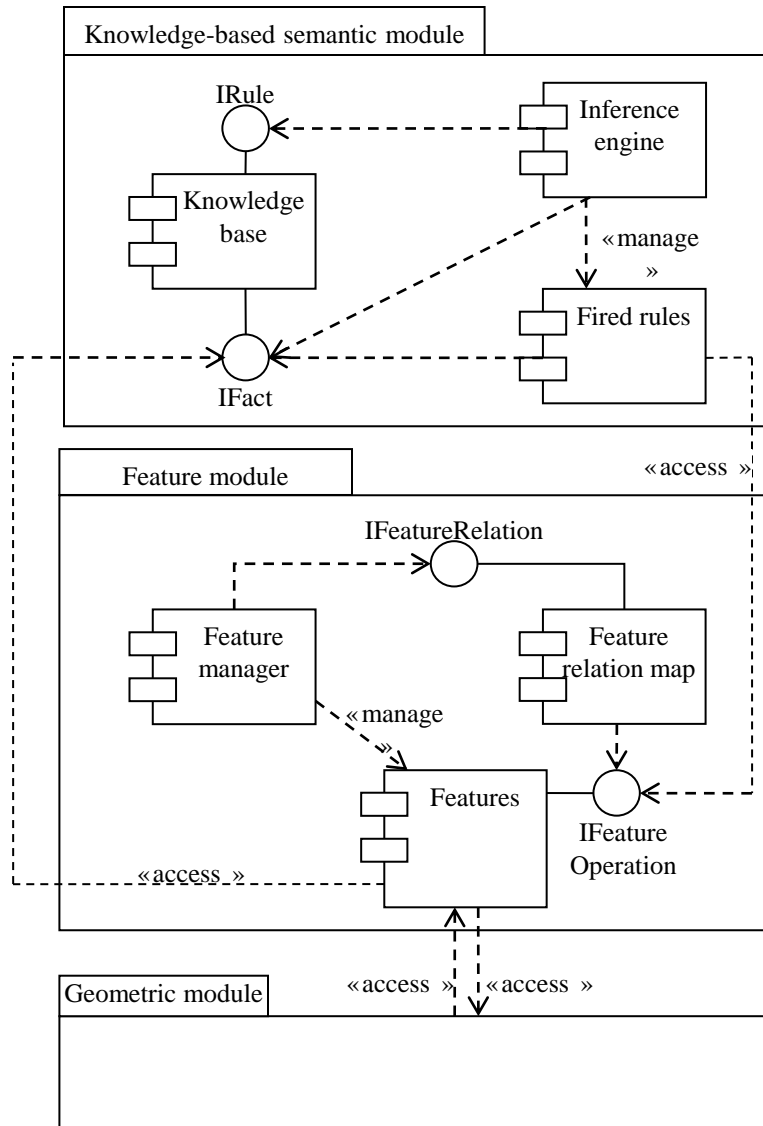 Knowledge-based semantic module
IRule
Inference
engine
Knowledge
base
«manage
»
Fired rules
IFact
Feature module
«access »
IFeatureRelation
Feature
manager
Feature
relation map
«manage
»
Features
IFeature
Operation
«access »
Geometric module
«access »
«access »